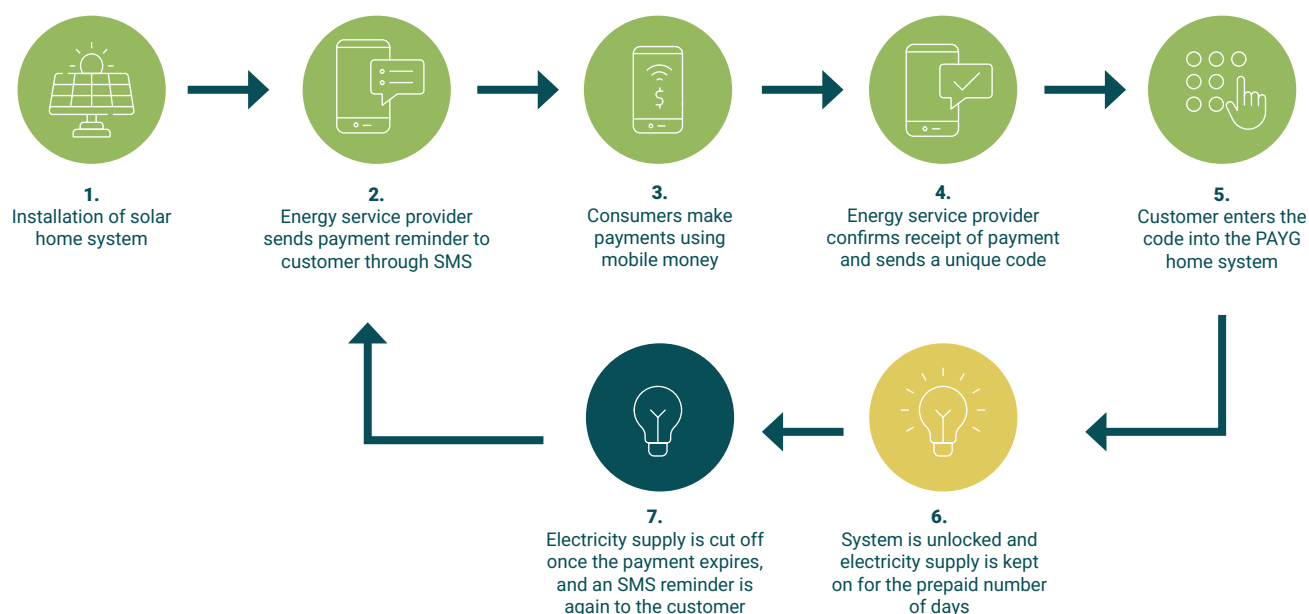 1.
Installation of solar
home system
2.
Energy service provider
sends payment reminder to
customer through SMS
3.
Consumers make
payments using
mobile money
$
4.
Energy service provider
confirms receipt of payment
and sends a unique code
5.
Customer enters the
code into the PAYG
home system
6.
System is unlocked and
electricity supply is kept
on for the prepaid number
of days
7.
Electricity supply is cut off
once the payment expires,
and an SMS reminder is
again to the customer